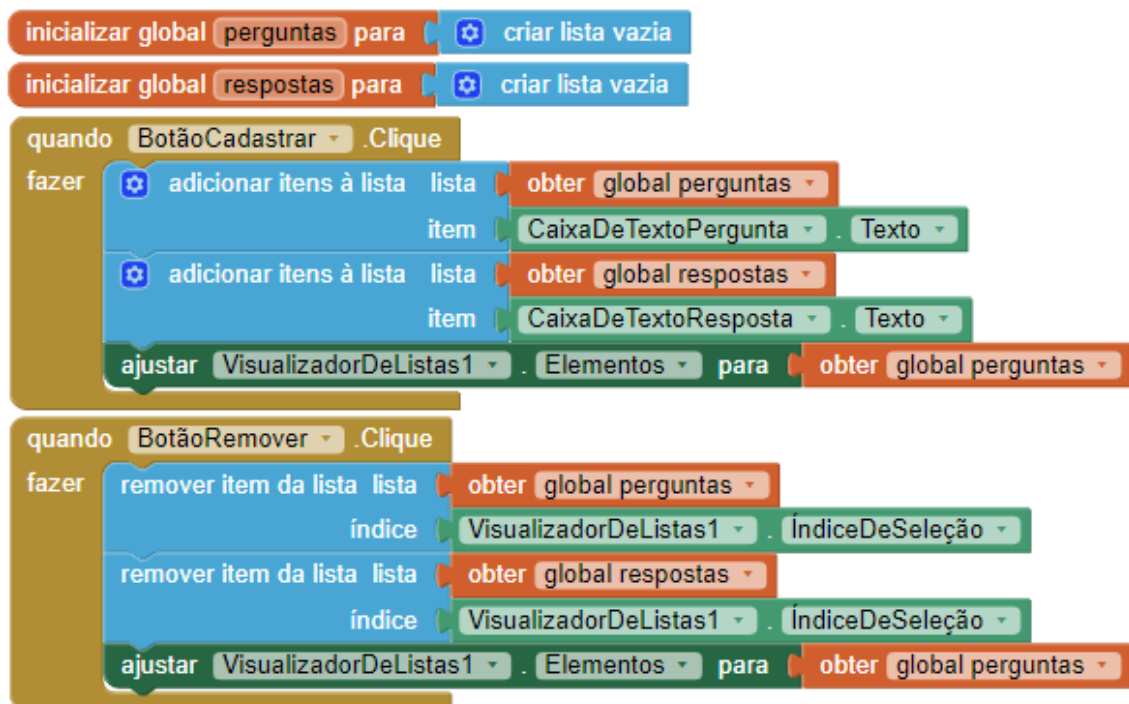 inicializar global perguntas para criar lista vazia
inicializar global respostas para criar lista vazia
quando BotãoCadastrar .Clique
fazer adicionar itens à lista lista obter global perguntas
item CaixaDeTextoPergunta . Texto
adicionar itens à lista lista obter global respostas
item CaixaDeTextoResposta . Texto
ajustar VisualizadorDeListas1 . Elementos para obter global perguntas
quando BotãoRemover .Clique
fazer remover item da lista lista obter global perguntas
índice VisualizadorDeListas1 . ÍndiceDeSeleção
remover item da lista lista obter global respostas
índice VisualizadorDeListas1 . ÍndiceDeSeleção
ajustar VisualizadorDeListas1 . Elementos para obter global perguntas